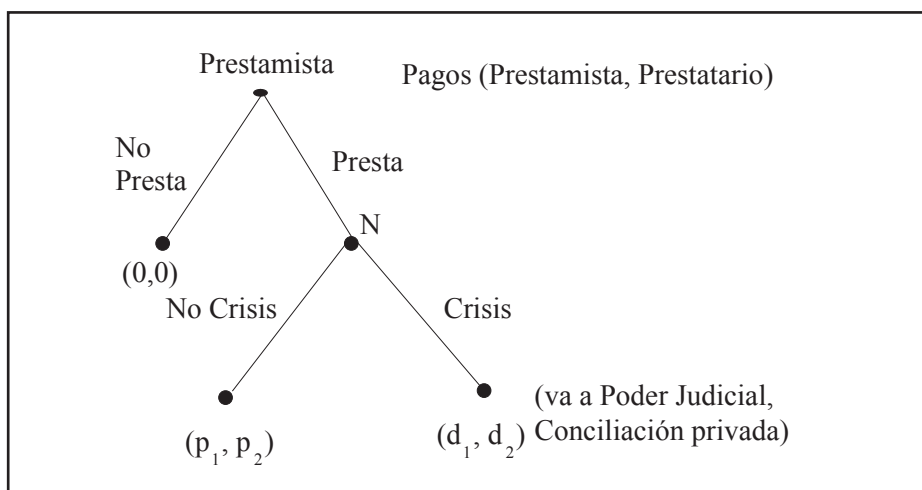 Prestamista
Pagos (Prestamista, Prestatario)
No
Presta
Presta
N
(0,0)
No Crisis
Crisis
(va a Poder Judicial,
Conciliación privada)
(p₁, p₂)
(d₁, d₂)